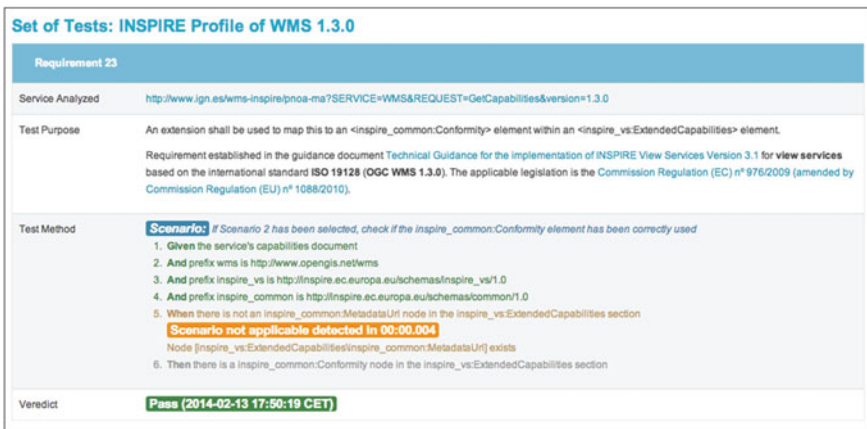 Set of Tests: INSPIRE Profile of WMS 1.3.0
Requirement 23
Service Analyzed
http://www.ign.es/wms-inspire/pnoa-ma?SERVICE=WMS&REQUEST=GetCapabilities&version=1.3.0
Test Purpose
An extension shall be used to map this to an <inspire_common:Conformity> element within an <inspire_vs:ExtendedCapabilities> element.
Requirement established in the guidance document Technical Guidance for the implementation of INSPIRE View Services Version 3.1 for view services
based on the international standard ISO 19128 (OGC WMS 1.3.0). The applicable legislation is the Commission Regulation (EC) nº 976/2009 (amended by
Commission Regulation (EU) nº 1088/2010).
Test Method
Scenario: If Scenario 2 has been selected, check if the inspire_common:Conformity element has been correctly used
1. Given the service's capabilities document
2. And prefix wms is http://www.opengis.net/wms
3. And prefix inspire_vs is http://inspire.ec.europa.eu/schemas/inspire_vs/1.0
4. And prefix inspire_common is http://inspire.ec.europa.eu/schemas/common/1.0
5. When there is not an inspire_common:MetadataUrl node in the inspire_vs:ExtendedCapabilities section
Scenario not applicable detected in 00:00.004
Node [inspire_vs:ExtendedCapabilities\inspire_common:MetadataUrl] exists
6. Then there is a inspire_common:Conformity node in the inspire_vs:ExtendedCapabilities section
Veredict
Pass (2014-02-13 17:50:19 CET)